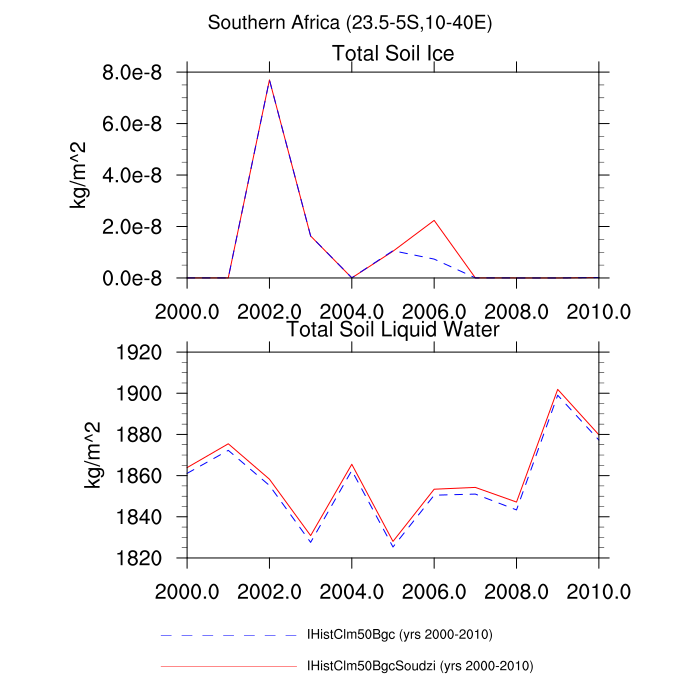 Southern Africa (23.5-5S,10-40E)
Total Soil Ice
8.0e-8
6.0e-8
4.0e-8
2.0e-8
0.0e-8
kg/m^2
2000.0 2002.0 2004.0 2006.0 2008.0 2010.0
Total Soil Liquid Water
1920
1900
1880
1860
1840
1820
kg/m^2
2000.0 2002.0 2004.0 2006.0 2008.0 2010.0
IHistClm50Bgc (yrs 2000-2010)
IHistClm50BgcSoudzi (yrs 2000-2010)